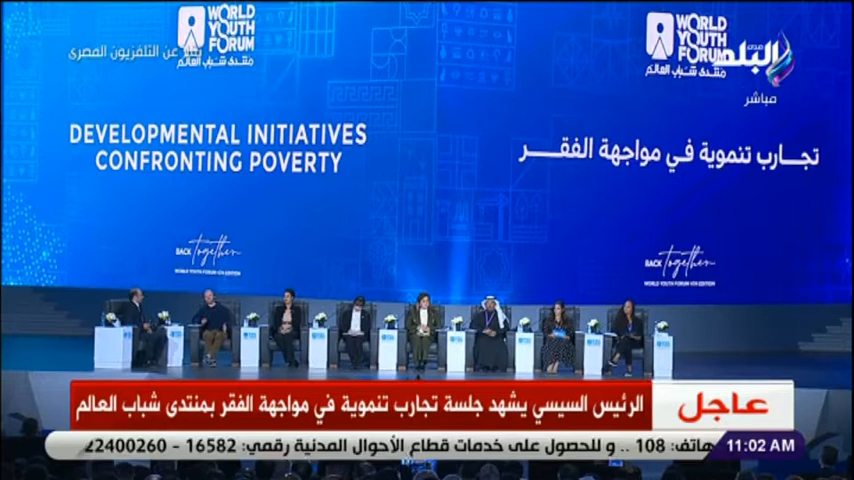 نقلا عن التلفزيون المصرى
WORLD
YOUTH
FORUM
منتدى شباب العالم
WORLD
YOUTH
FORUM
منتدى شباب العالم
صدى
البلد
مباشر
DEVELOPMENTAL INITIATIVES
CONFRONTING POVERTY
تجارب تنموية في مواجهة الفقر
BACK together
WORLD YOUTH FORUM 4TH EDITION
BACK together
WORLD YOUTH FORUM 4TH EDITION
عاجل
الرئيس السيسي يشهد جلسة تجارب تنموية في مواجهة الفقر بمنتدى شباب العالم
هاتف: 108 .. و للحصول على خدمات قطاع الأحوال المدنية رقمي: 16582 - 22400260
11:02 AM